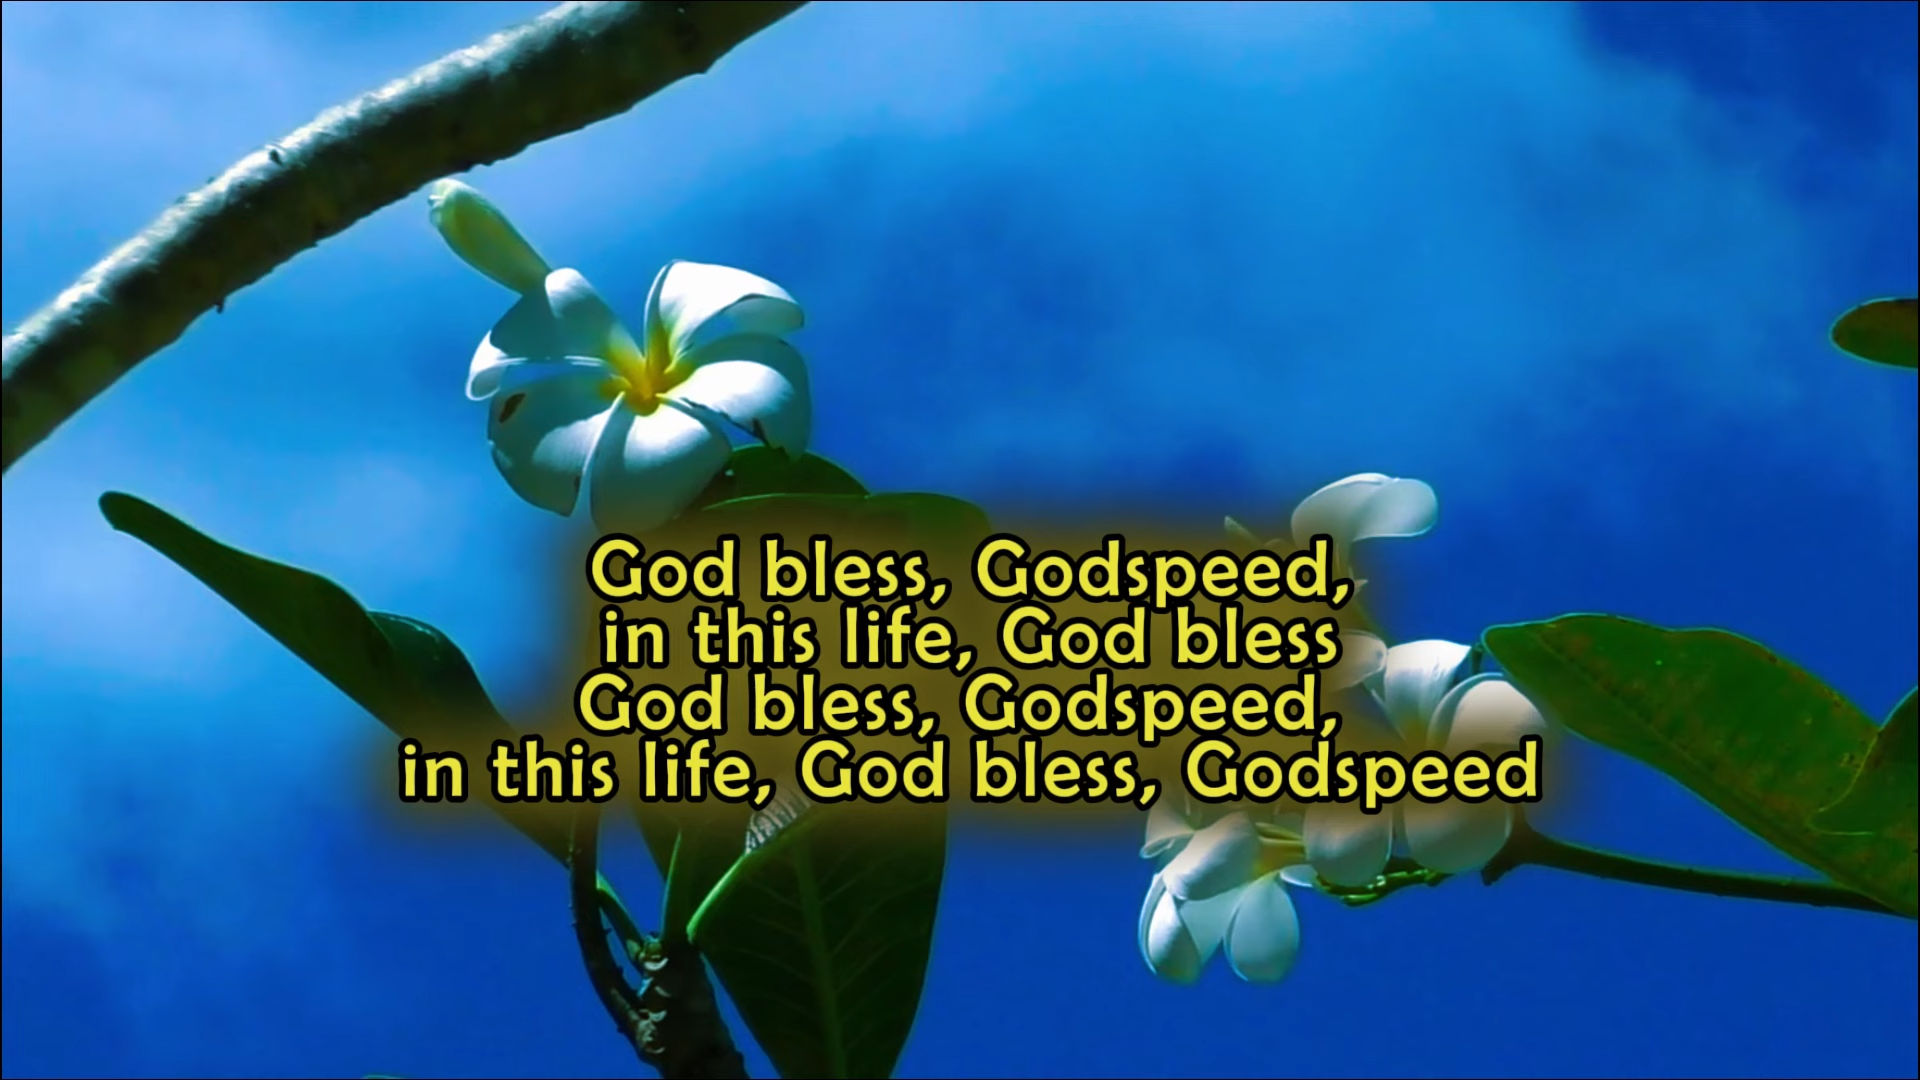 God bless, Godspeed,
in this life, God bless
God bless, Godspeed,
in this life, God bless, Godspeed